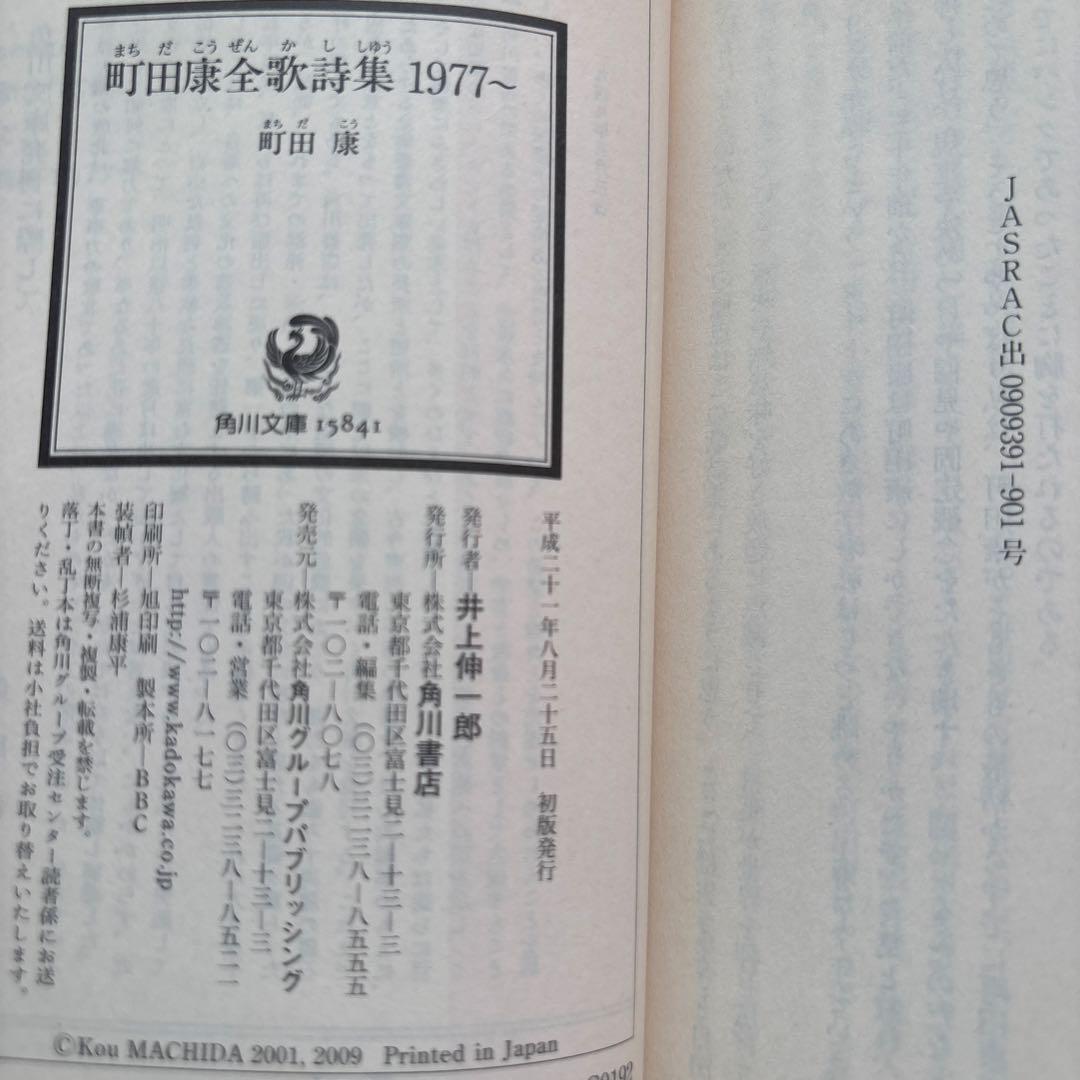 JASRAC出 0909391-901号
まちだこうぜんかししゅう
町田康全歌詩集 1977〜
まちだ こう
町田 康
角川文庫 15841
平成二十一年八月二十五日 初版発行
発行者―井上伸一郎
発行所―株式会社角川書店
東京都千代田区富士見二―十三―三
電話・編集 (〇三)三二三八―八五五五
〒一〇二―八〇七八
発売元―株式会社角川グループパブリッシング
東京都千代田区富士見二―十三―三
電話・営業 (〇三)三二三八―八五二一
〒一〇二―八一七七
http://www.kadokawa.co.jp
印刷所―旭印刷 製本所―BBC
装幀者―杉浦康平
本書の無断複写・複製・転載を禁じます。
落丁・乱丁本は角川グループ受注センター読者係にお送
りください。送料は小社負担でお取り替えいたします。
©Kou MACHIDA 2001, 2009 Printed in Japan